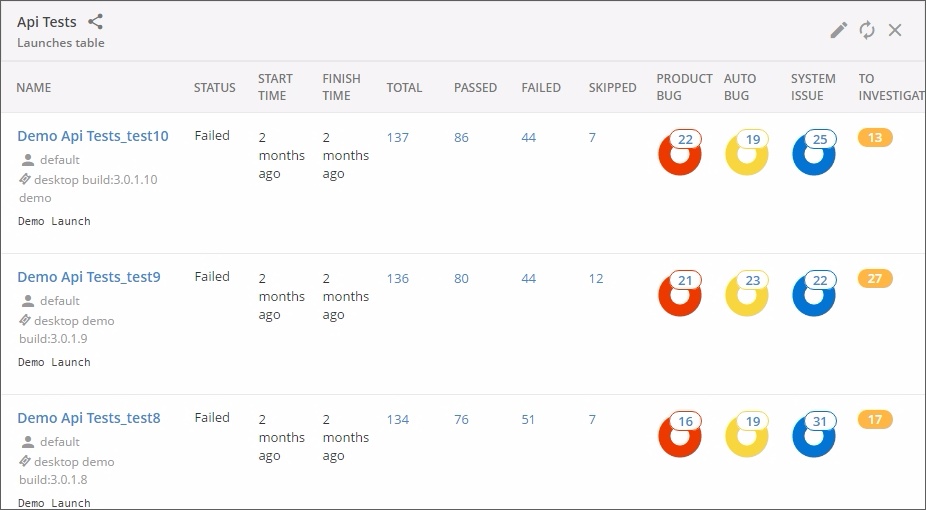 Api Tests
Launches table
NAME
STATUS
START
TIME
FINISH
TIME
TOTAL
PASSED
FAILED
SKIPPED
PRODUCT
BUG
AUTO
BUG
SYSTEM
ISSUE
TO
INVESTIGAT
Demo Api Tests_test10
default
desktop build:3.0.1.10
demo
Demo Launch
Failed
2
months
ago
2
months
ago
137
86
44
7
22
19
25
13
Demo Api Tests_test9
default
desktop demo
build:3.0.1.9
Demo Launch
Failed
2
months
ago
2
months
ago
136
80
44
12
21
23
22
27
Demo Api Tests_test8
default
desktop demo
build:3.0.1.8
Demo Launch
Failed
2
months
ago
2
months
ago
134
76
51
7
16
19
31
17